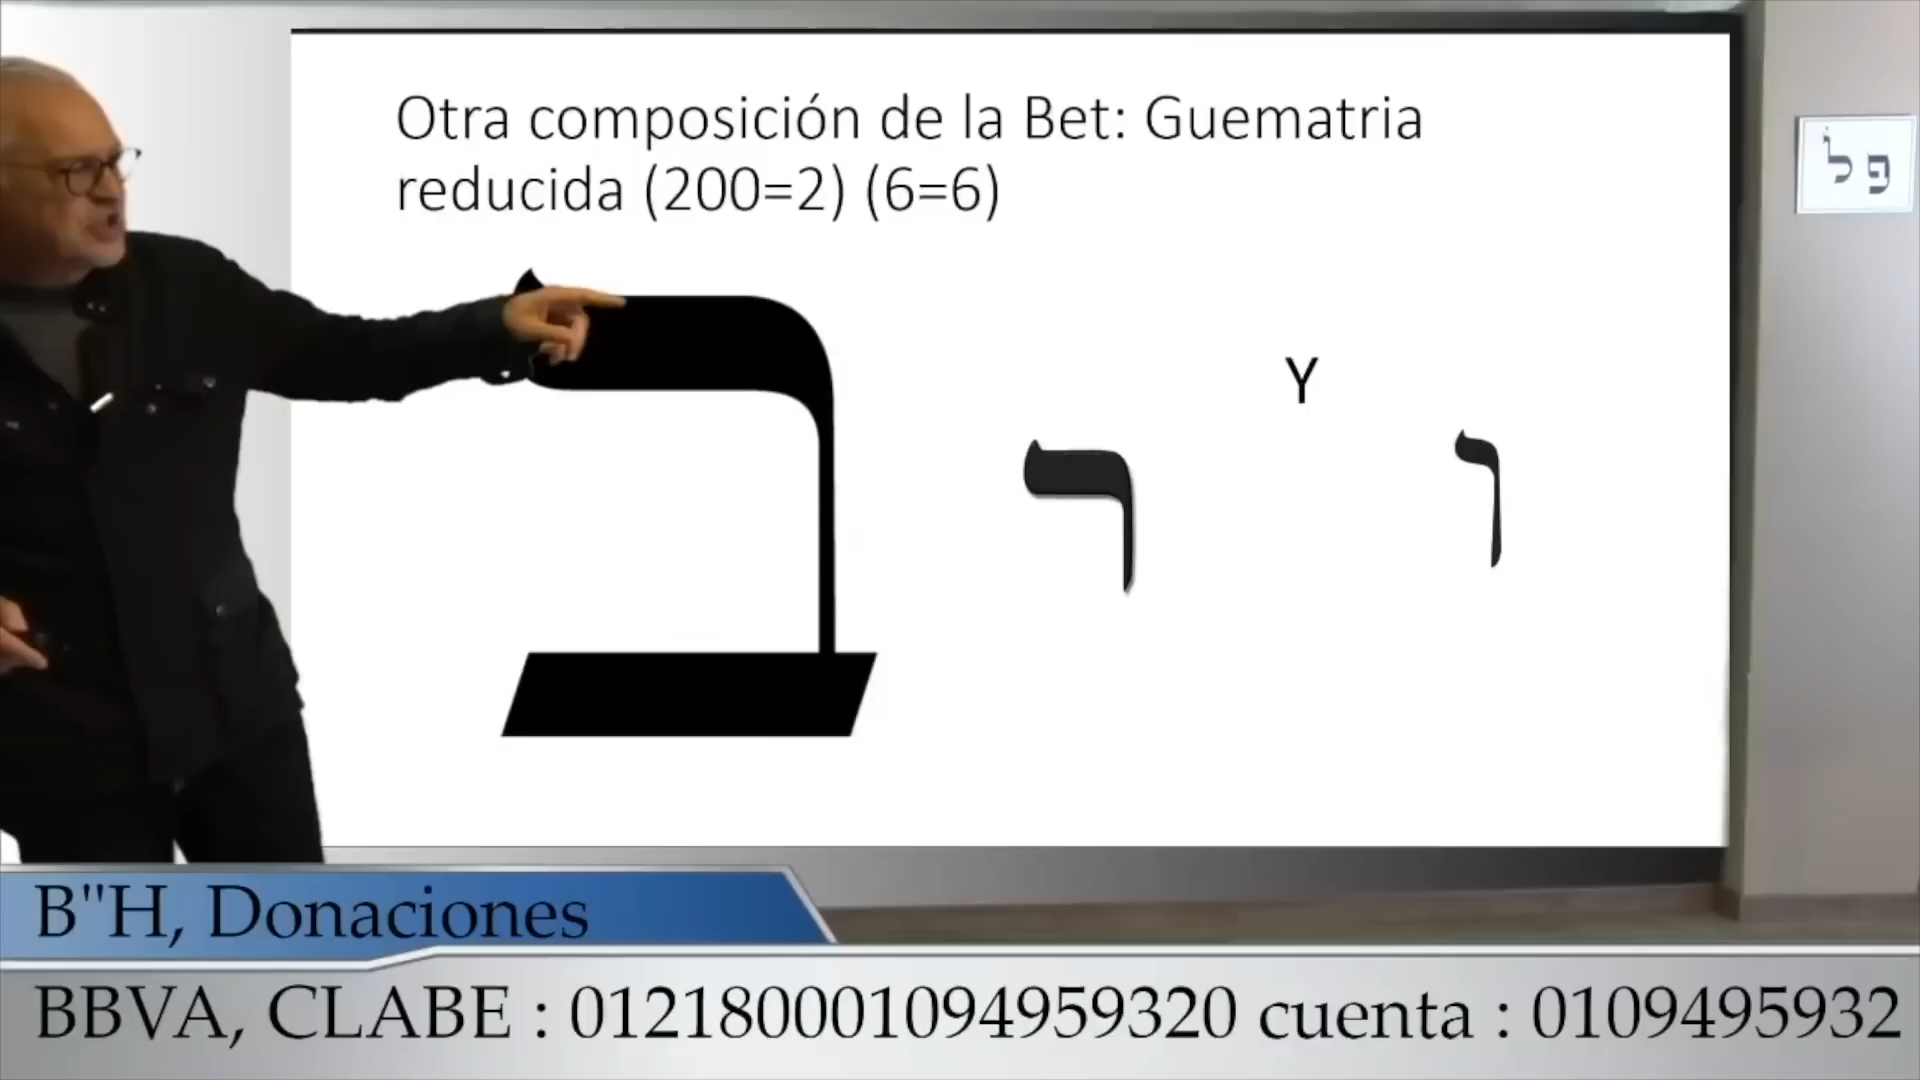 Otra composición de la Bet: Guematria
reducida (200=2) (6=6)
Y
ב
ר
ו
פ לֹ
B"H, Donaciones
BBVA, CLABE : 012180001094959320 cuenta : 0109495932